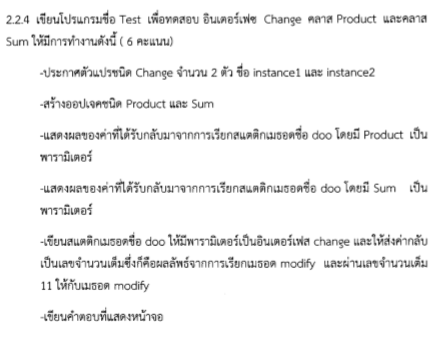 2.2.4 เขียนโปรแกรมชื่อ Test เพื่อทดสอบ อินเตอร์เฟซ Change คลาส Product และคลาส
Sum ให้มีการทำงานดังนี้ ( 6 คะแนน)
-ประกาศตัวแปรชนิด Change จำนวน 2 ตัว ชื่อ instance1 และ instance2
-สร้างออปเจคชนิด Product และ Sum
-แสดงผลของค่าที่ได้รับกลับมาจากการเรียกสแตติกเมธอดชื่อ doo โดยมี Product เป็น
พารามิเตอร์
-แสดงผลของค่าที่ได้รับกลับมาจากการเรียกสแตติกเมธอดชื่อ doo โดยมี Sum เป็น
พารามิเตอร์
-เขียนสแตติกเมธอดชื่อ doo ให้มีพารามิเตอร์เป็นอินเตอร์เฟส change และให้ส่งค่ากลับ
เป็นเลขจำนวนเต็มซึ่งก็คือผลลัพธ์จากการเรียกเมธอด modify และผ่านเลขจำนวนเต็ม
11 ให้กับเมธอด modify
-เขียนคำตอบที่แสดงหน้าจอ